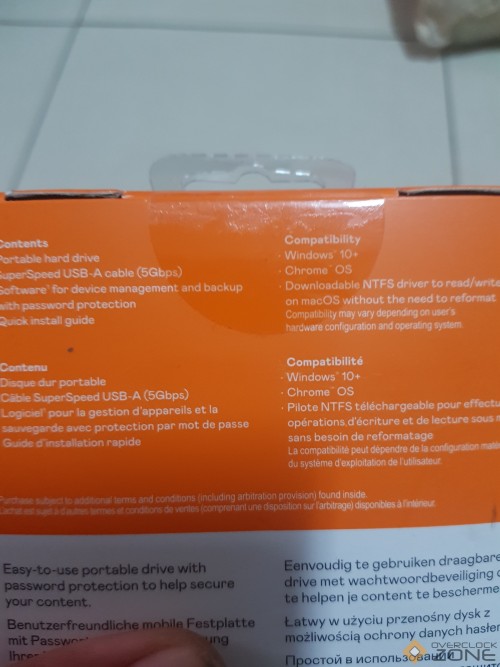 Contents
Portable hard drive
SuperSpeed USB-A cable (5Gbps)
Software* for device management and backup
with password protection
Quick install guide
Compatibility
· Windows® 10+
· Chrome™ OS
· Downloadable NTFS driver to read/write
on macOS without the need to reformat
Compatibility may vary depending on user's
hardware configuration and operating system.
Contenu
Disque dur portable
Câble SuperSpeed USB-A (5Gbps)
Logiciel* pour la gestion d'appareils et la
sauvegarde avec protection par mot de passe
Guide d'installation rapide
Compatibilité
· Windows® 10+
· Chrome™ OS
· Pilote NTFS téléchargeable pour
opérations d'écriture et de lecture sous
sans besoin de reformatage
La compatibilité peut dépendre de la configuration
du système d'exploitation de l'utilisateur.
Purchase subject to additional terms and conditions (including arbitration provision) found inside.
L'achat est sujet à d'autres termes et conditions de ventes (comprenant une disposition sur l'arbitrage) disponibles à l'intérieur.
Easy-to-use portable drive with
password protection to help secure
your content.
Benutzerfreundliche mobile Festplatte
mit
Ihre
Eenvoudig te gebruiken draagbare
drive met wachtwoordbeveiliging
te helpen je content te
Łatwy w użyciu przenośny dysk z
możliwością ochrony danych
Простой в использовании
OVERCLOCK
ZONE